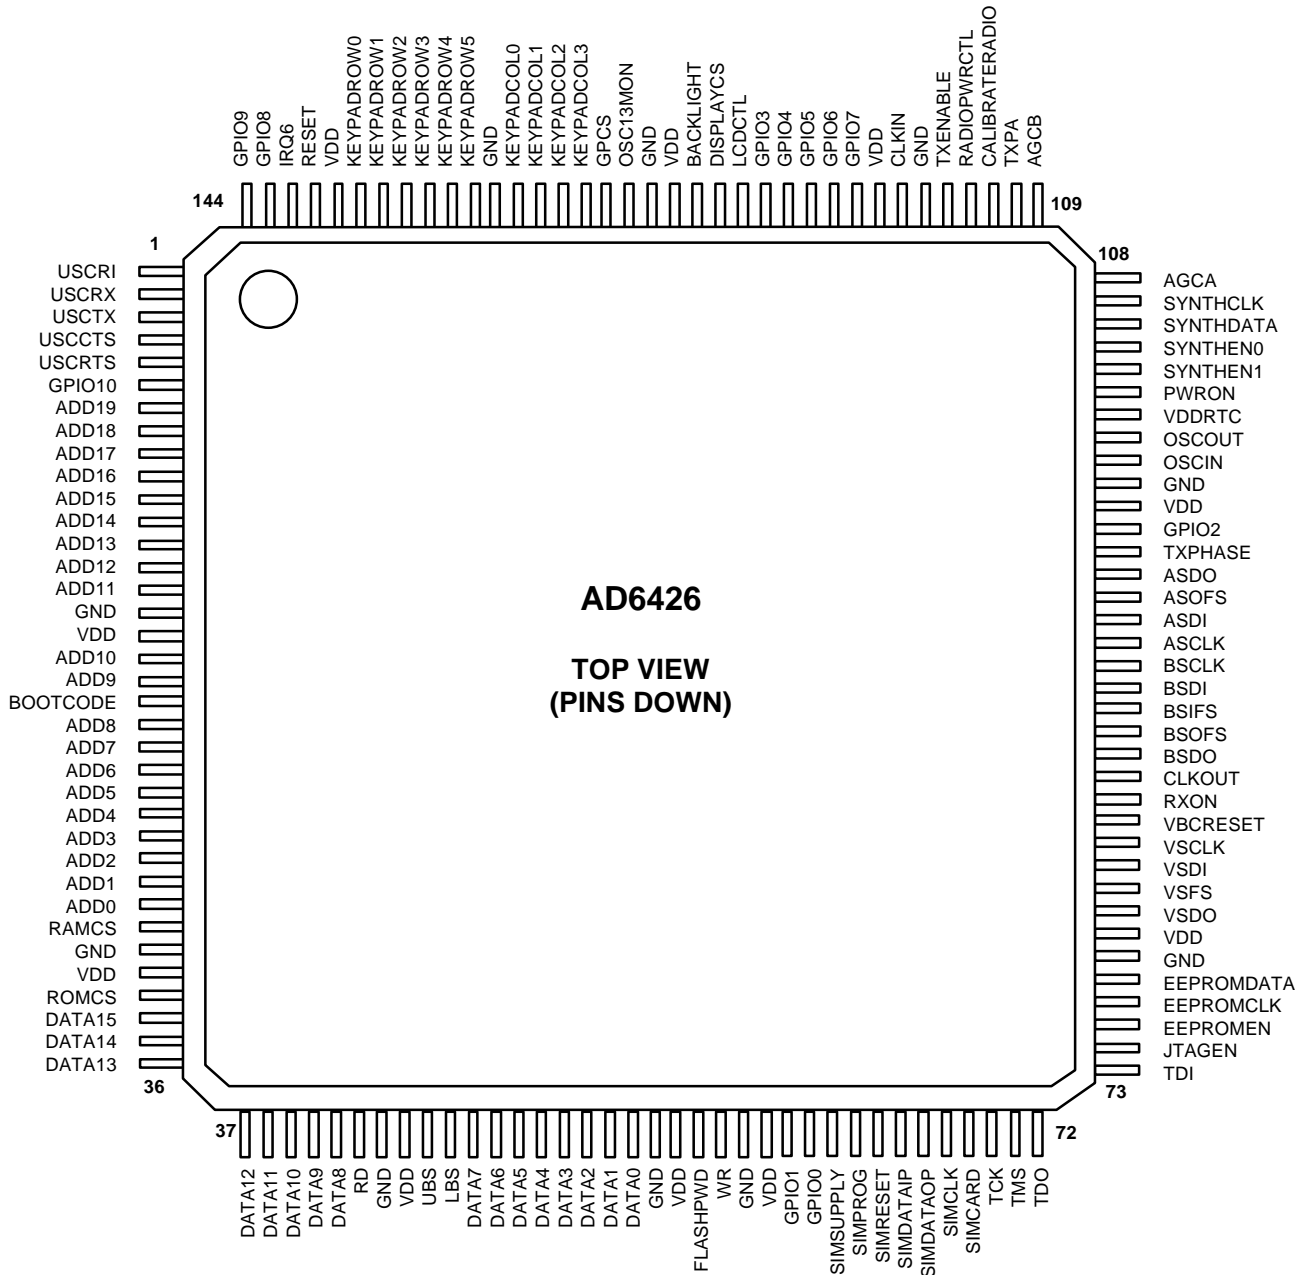 GPIO9
GPIO8
IRQ6
RESET
VDD
KEYPADROW0
KEYPADROW1
KEYPADROW2
KEYPADROW3
KEYPADROW4
KEYPADROW5
GND
KEYPADCOL0
KEYPADCOL1
KEYPADCOL2
KEYPADCOL3
GPCS
OSC13MON
GND
VDD
BACKLIGHT
DISPLAYCS
LCDCTL
GPIO3
GPIO4
GPIO5
GPIO6
GPIO7
VDD
CLKIN
GND
TXENABLE
RADIOPWRCTL
CALIBRATERADIO
TXPA
AGCB
144
109
1
108
USCRI
USCRX
USCTX
USCCTS
USCRTS
GPIO10
ADD19
ADD18
ADD17
ADD16
ADD15
ADD14
ADD13
ADD12
ADD11
GND
VDD
ADD10
ADD9
BOOTCODE
ADD8
ADD7
ADD6
ADD5
ADD4
ADD3
ADD2
ADD1
ADD0
RAMCS
GND
VDD
ROMCS
DATA15
DATA14
DATA13
AD6426
TOP VIEW
(PINS DOWN)
AGCA
SYNTHCLK
SYNTHDATA
SYNTHEN0
SYNTHEN1
PWRON
VDDRTC
OSCOUT
OSCIN
GND
VDD
GPIO2
TXPHASE
ASDO
ASOFS
ASDI
ASCLK
BSCLK
BSDI
BSIFS
BSOFS
BSDO
CLKOUT
RXON
VBCRESET
VSCLK
VSDI
VSFS
VSDO
VDD
GND
EEPROMDATA
EEPROMCLK
EEPROMEN
JTAGEN
TDI
36
73
37
72
DATA12
DATA11
DATA10
DATA9
DATA8
RD
GND
VDD
UBS
LBS
DATA7
DATA6
DATA5
DATA4
DATA3
DATA2
DATA1
DATA0
GND
VDD
FLASHPWD
WR
GND
VDD
GPIO1
GPIO0
SIMSUPPLY
SIMPROG
SIMRESET
SIMDATAIP
SIMDATAOP
SIMCLK
SIMCARD
TCK
TMS
TDO